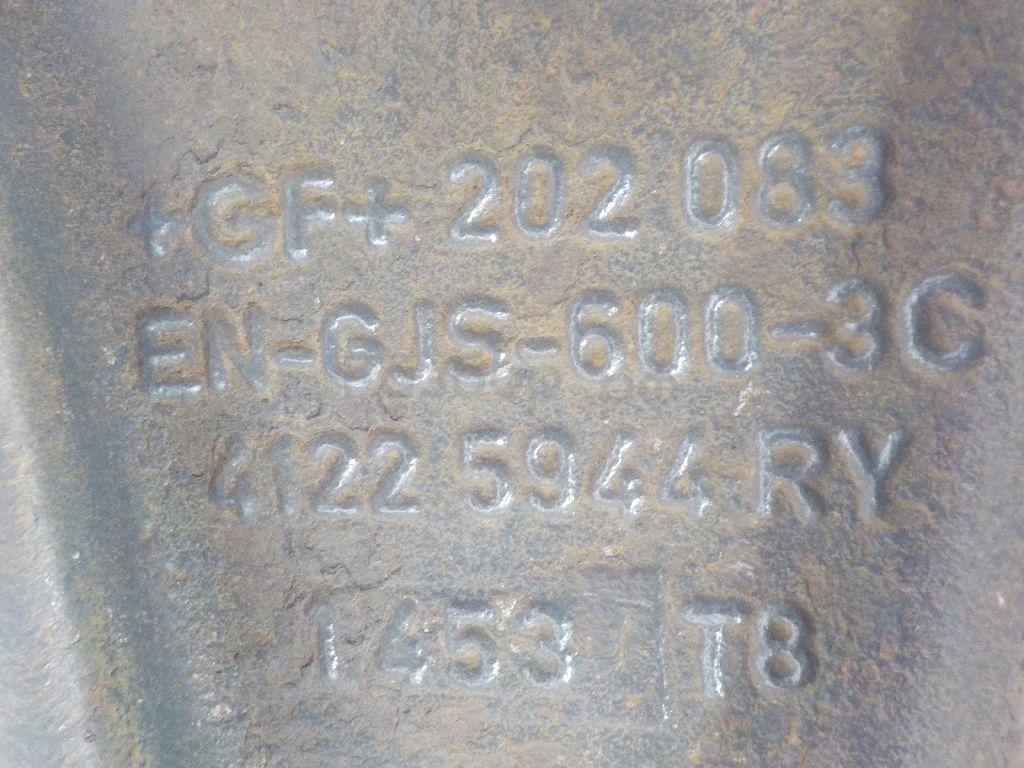 +GF+ 202 083
EN-GJS-600-3C
4122 5944 RY
1453 T8